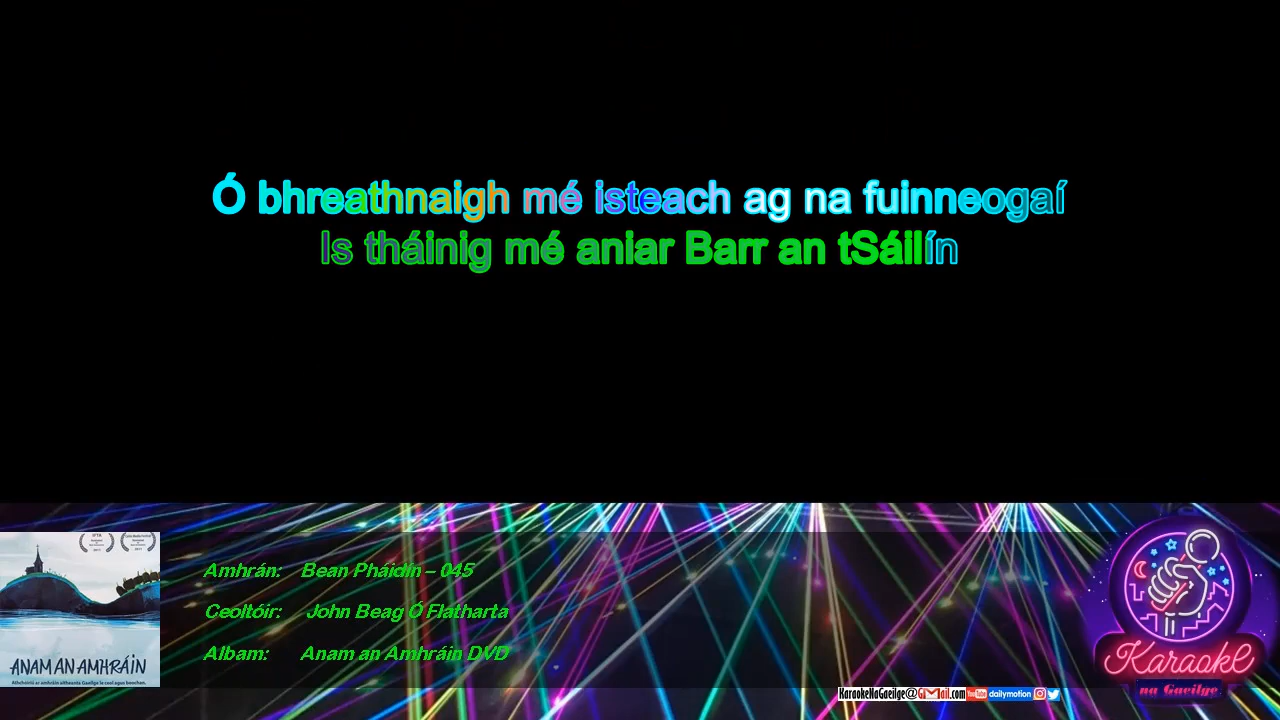 Ó bhreathnaigh mé isteach ag na fuinneogaí
Is tháinig mé aniar Barr an tSáilín
Amhrán: Bean Pháidín – 045
Ceoltóir: John Beag Ó Flatharta
Albam: Anam an Amhráin DVD
ANAM AN AMHRÁIN
Karaoke
na Gaeilge
KaraokeNaGaeilge@GMail.com YouTube dailymotion